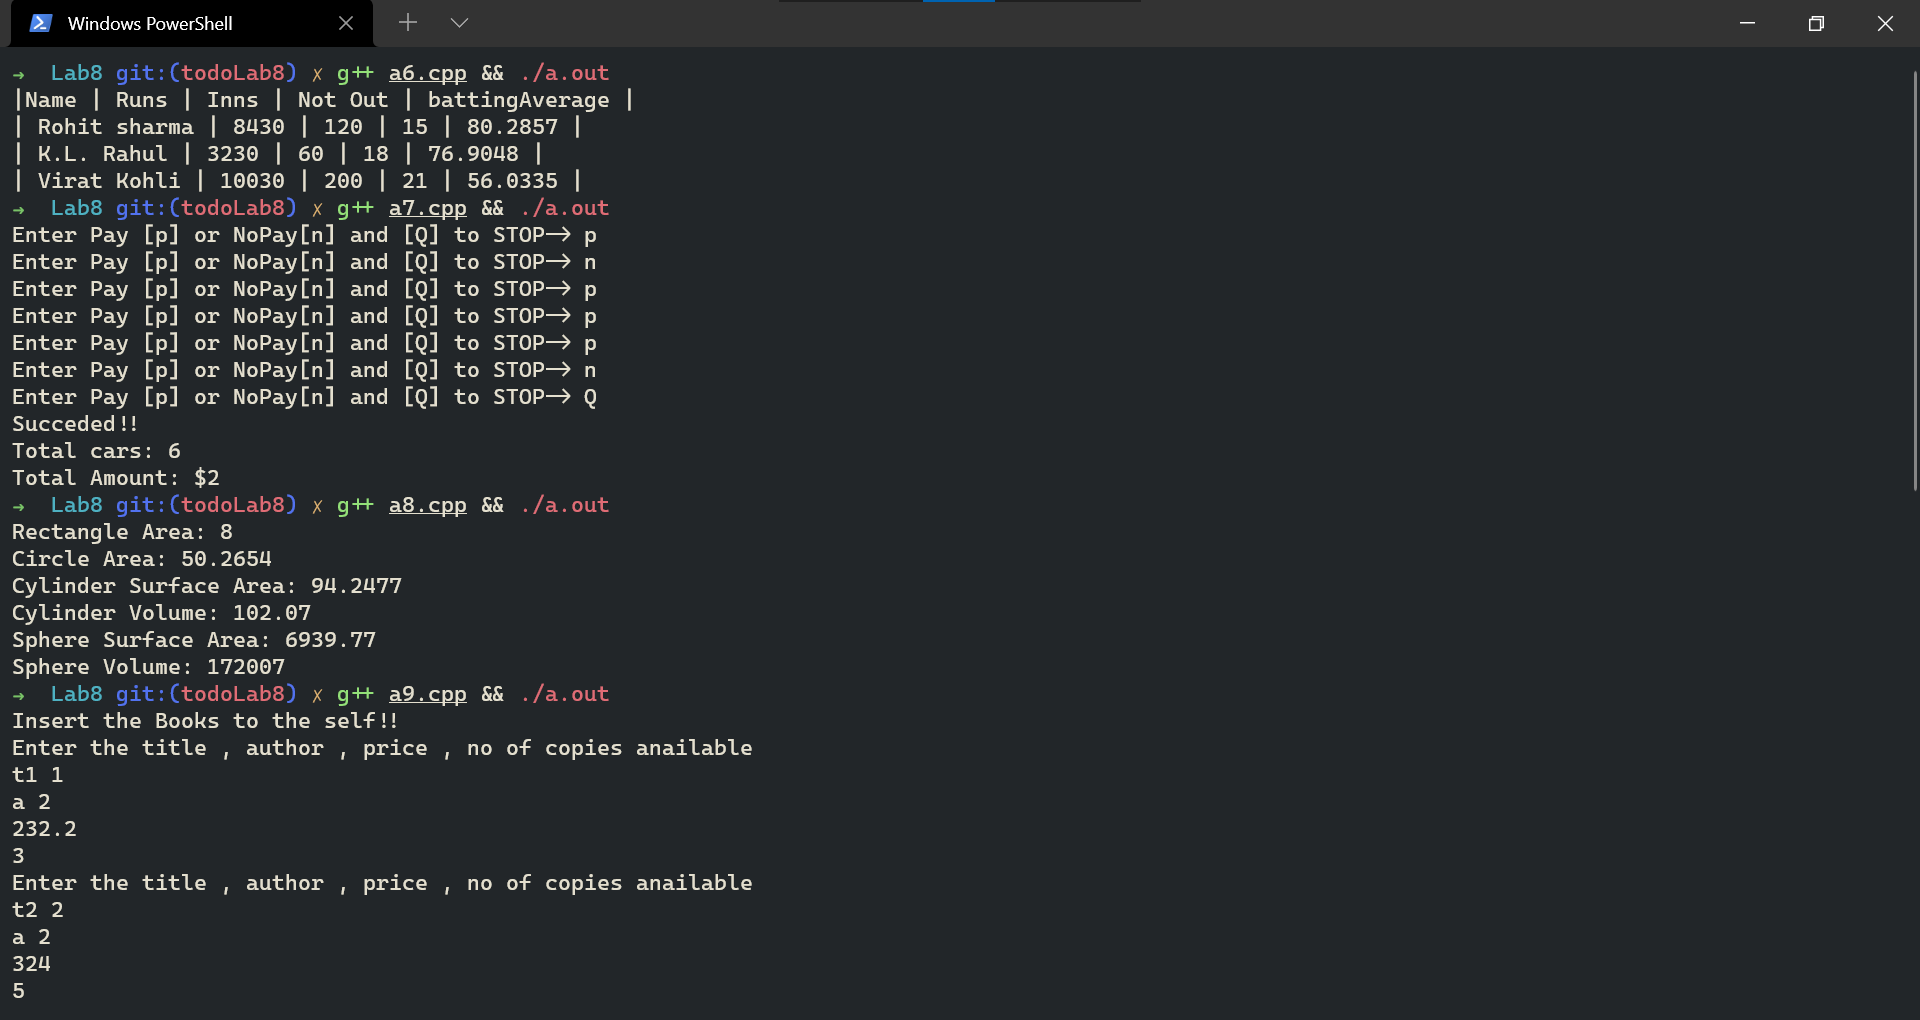 Windows PowerShell
→ Lab8 git:(todoLab8) ✗ g++ a6.cpp && ./a.out
|Name | Runs | Inns | Not Out | battingAverage |
| Rohit sharma | 8430 | 120 | 15 | 80.2857 |
| K.L. Rahul | 3230 | 60 | 18 | 76.9048 |
| Virat Kohli | 10030 | 200 | 21 | 56.0335 |
→ Lab8 git:(todoLab8) ✗ g++ a7.cpp && ./a.out
Enter Pay [p] or NoPay[n] and [Q] to STOP--> p
Enter Pay [p] or NoPay[n] and [Q] to STOP--> n
Enter Pay [p] or NoPay[n] and [Q] to STOP--> p
Enter Pay [p] or NoPay[n] and [Q] to STOP--> p
Enter Pay [p] or NoPay[n] and [Q] to STOP--> p
Enter Pay [p] or NoPay[n] and [Q] to STOP--> n
Enter Pay [p] or NoPay[n] and [Q] to STOP--> Q
Succeded!!
Total cars: 6
Total Amount: $2
→ Lab8 git:(todoLab8) ✗ g++ a8.cpp && ./a.out
Rectangle Area: 8
Circle Area: 50.2654
Cylinder Surface Area: 94.2477
Cylinder Volume: 102.07
Sphere Surface Area: 6939.77
Sphere Volume: 172007
→ Lab8 git:(todoLab8) ✗ g++ a9.cpp && ./a.out
Insert the Books to the self!!
Enter the title , author , price , no of copies anailable
t1 1
a 2
232.2
3
Enter the title , author , price , no of copies anailable
t2 2
a 2
324
5